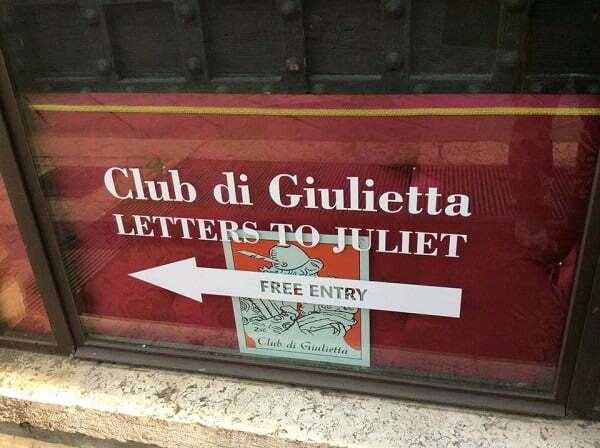 Club di Giulietta
LETTERS TO JULIET
FREE ENTRY
Club di Giulietta